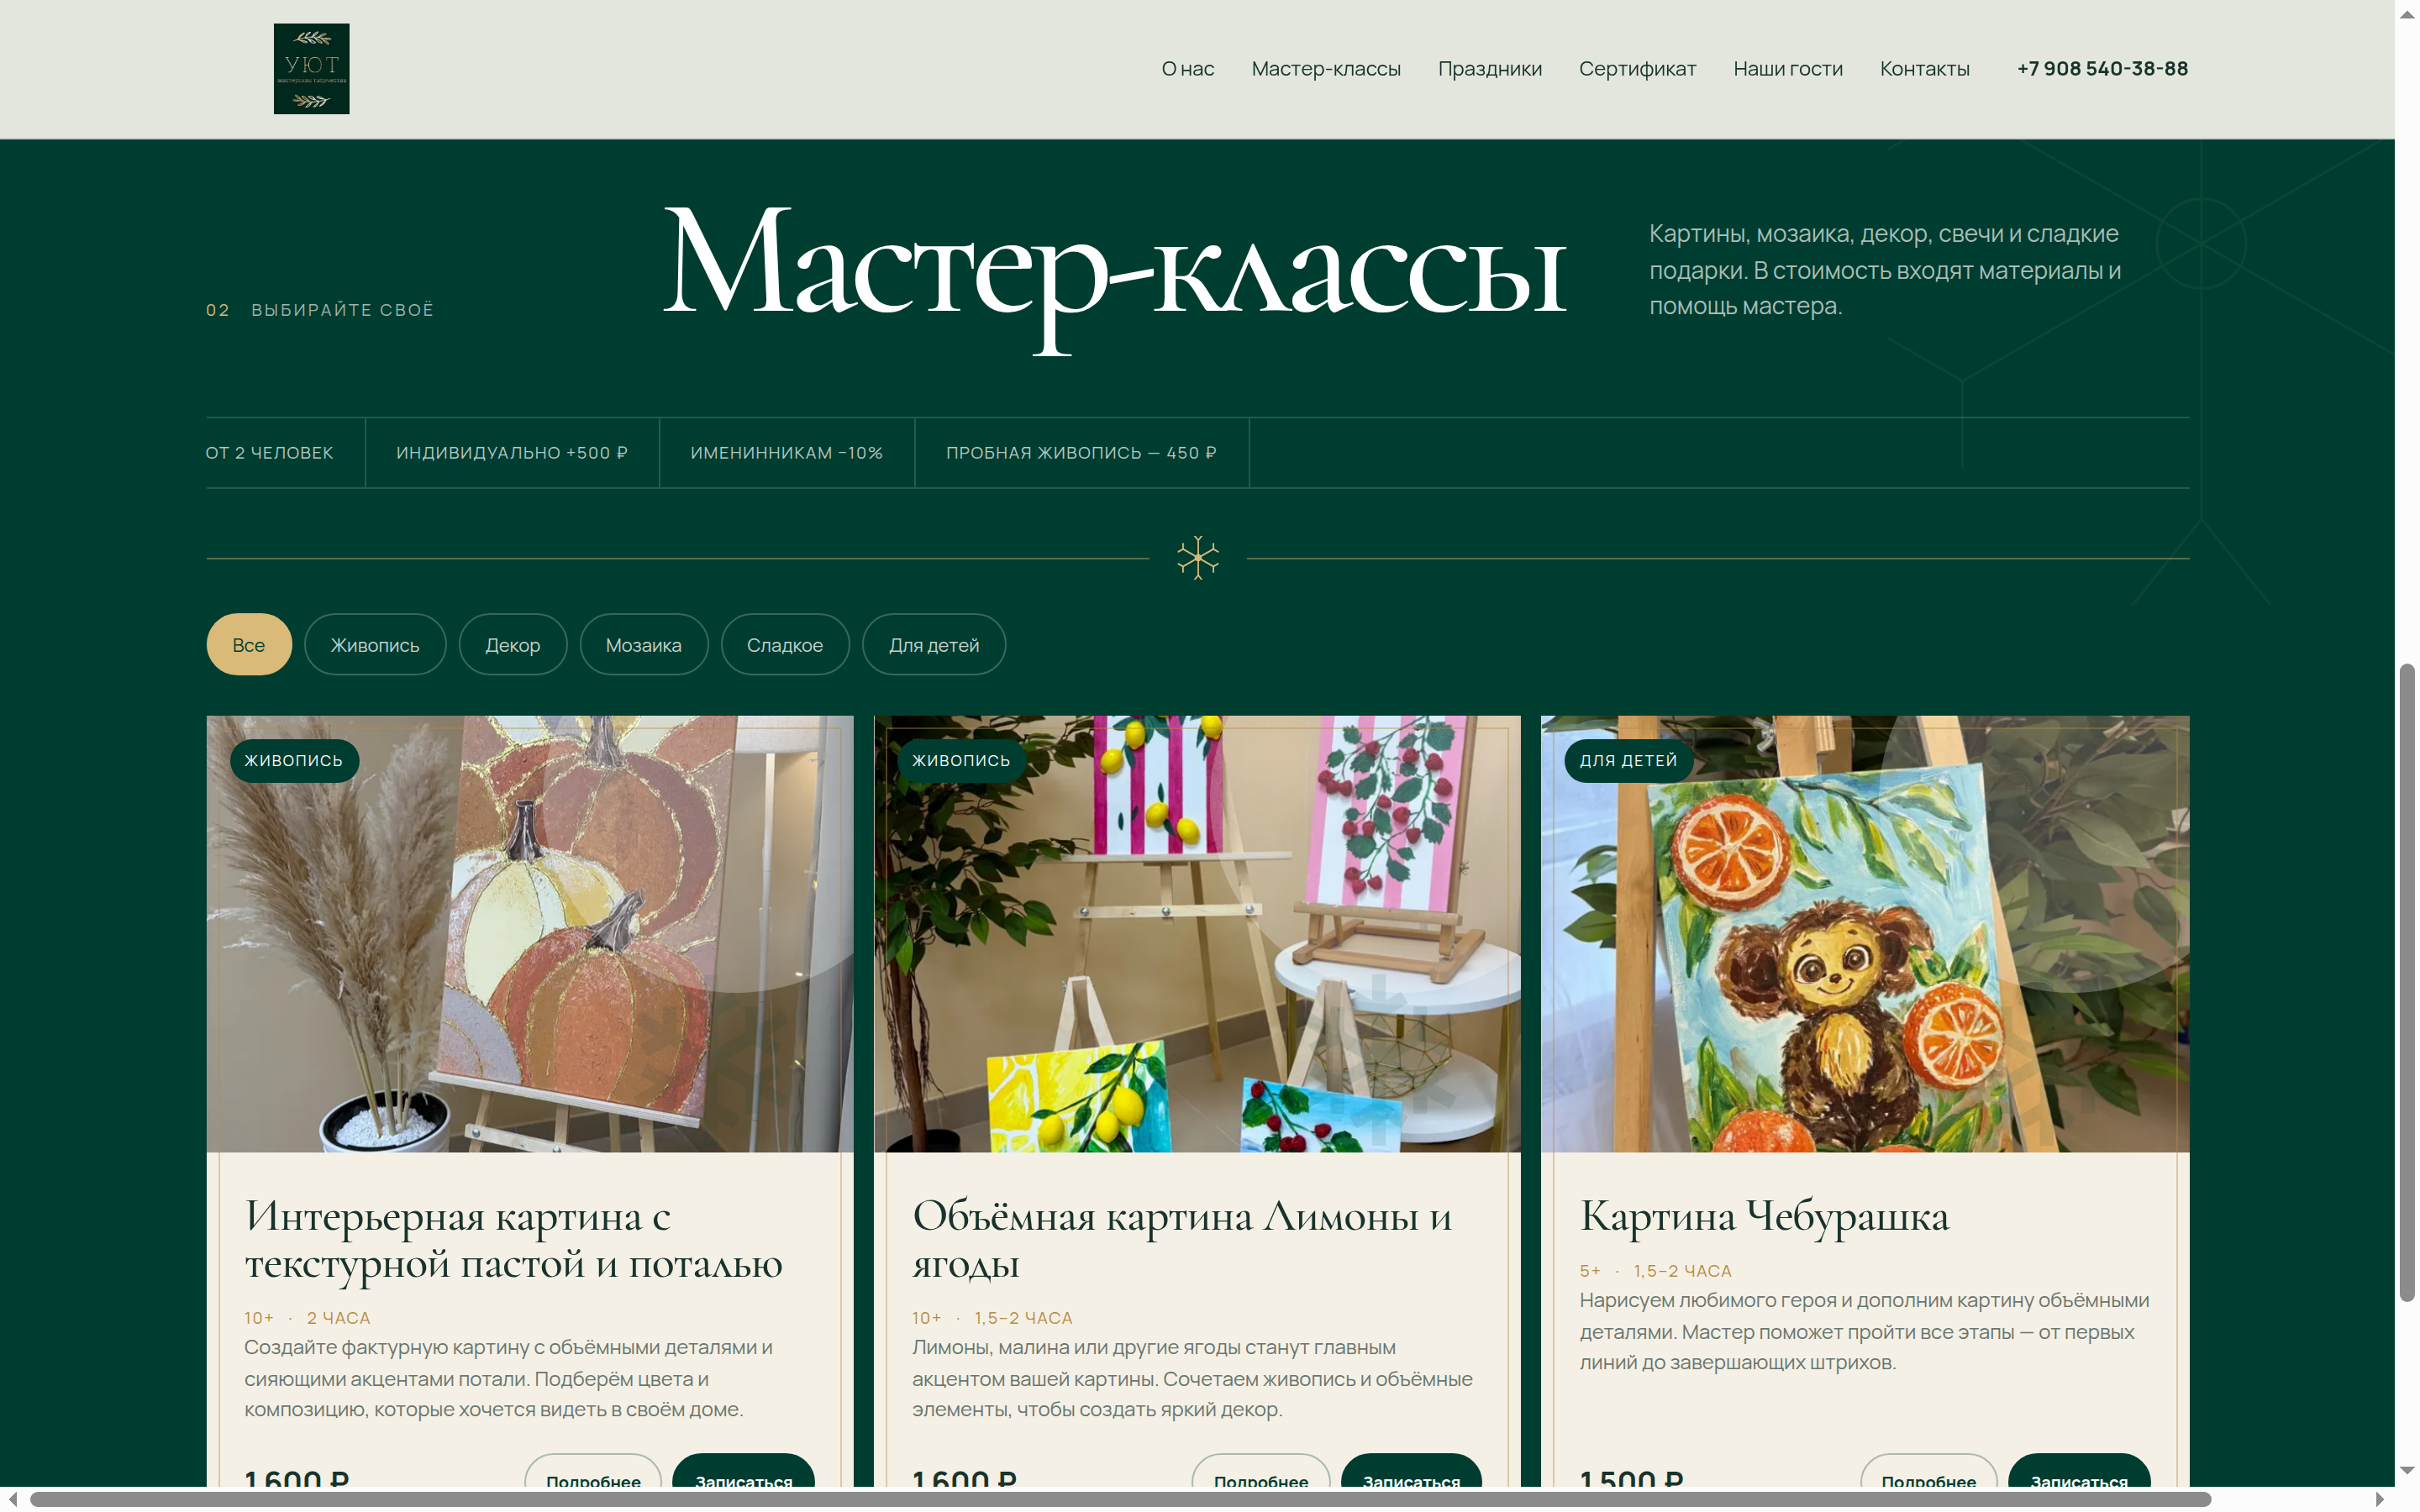 УЮТ
О нас
Мастер-классы
Праздники
Сертификат
Наши гости
Контакты
+7 908 540-38-88
02 ВЫБИРАЙТЕ СВОЁ
Мастер-классы
Картины, мозаика, декор, свечи и сладкие
подарки. В стоимость входят материалы и
помощь мастера.
ОТ 2 ЧЕЛОВЕК
ИНДИВИДУАЛЬНО +500 ₽
ИМЕНИННИКАМ −10%
ПРОБНАЯ ЖИВОПИСЬ — 450 ₽
Все
Живопись
Декор
Мозаика
Сладкое
Для детей
ЖИВОПИСЬ
Интерьерная картина с
текстурной пастой и поталью
10+ · 2 ЧАСА
Создайте фактурную картину с объёмными деталями и
сияющими акцентами потали. Подберём цвета и
композицию, которые хочется видеть в своём доме.
1 600 ₽
Подробнее
Записаться
ЖИВОПИСЬ
Объёмная картина Лимоны и
ягоды
10+ · 1,5–2 ЧАСА
Лимоны, малина или другие ягоды станут главным
акцентом вашей картины. Сочетаем живопись и объёмные
элементы, чтобы создать яркий декор.
1 600 ₽
Подробнее
Записаться
ДЛЯ ДЕТЕЙ
Картина Чебурашка
5+ · 1,5–2 ЧАСА
Нарисуем любимого героя и дополним картину объёмными
деталями. Мастер поможет пройти все этапы — от первых
линий до завершающих штрихов.
1 500 ₽
Подробнее
Записаться